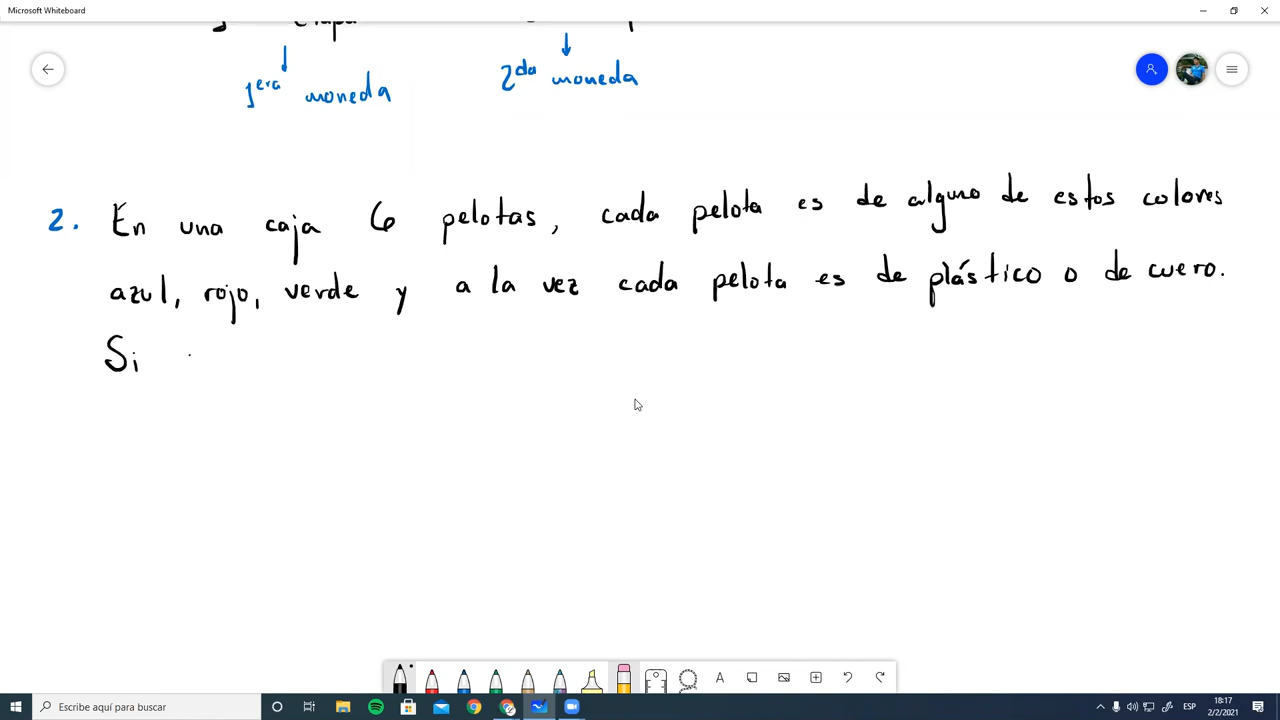 Microsoft Whiteboard
etapa
1era moneda
2da moneda
2. En una caja 6 pelotas, cada pelota es de alguno de estos colores
azul, rojo, verde y a la vez cada pelota es de plástico o de cuero.
Si
Escribe aquí para buscar
ESP
18:17
2/2/2021